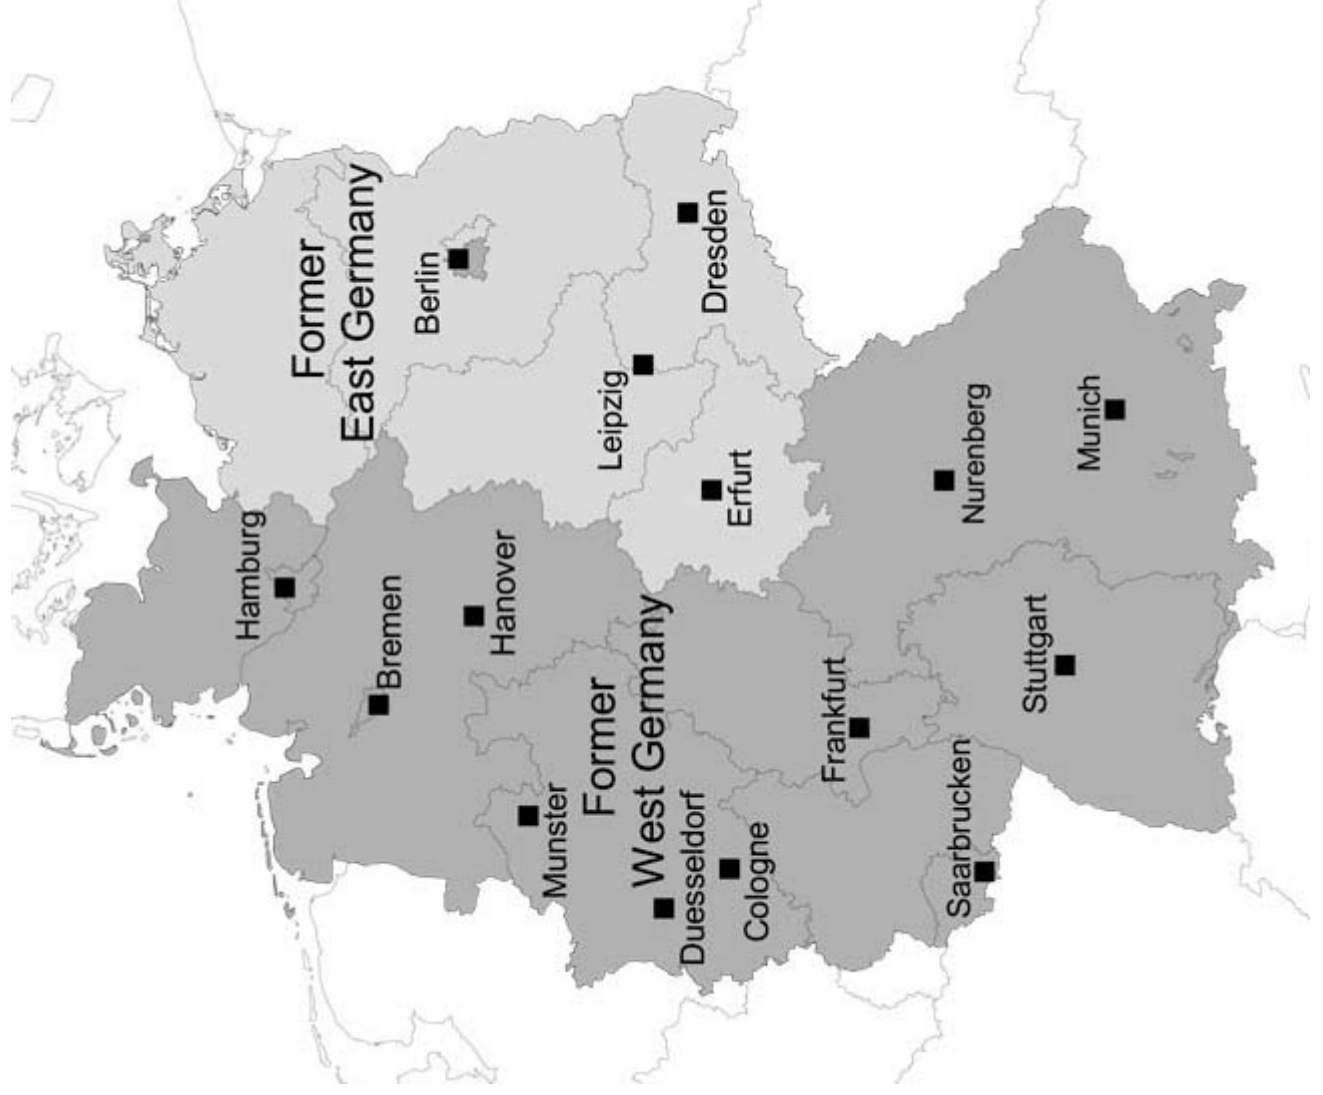 Hamburg
Bremen
Hanover
Former
East Germany
Berlin
Munster
Former
West Germany
Duesseldorf
Cologne
Leipzig
Dresden
Erfurt
Frankfurt
Saarbrucken
Nurenberg
Stuttgart
Munich